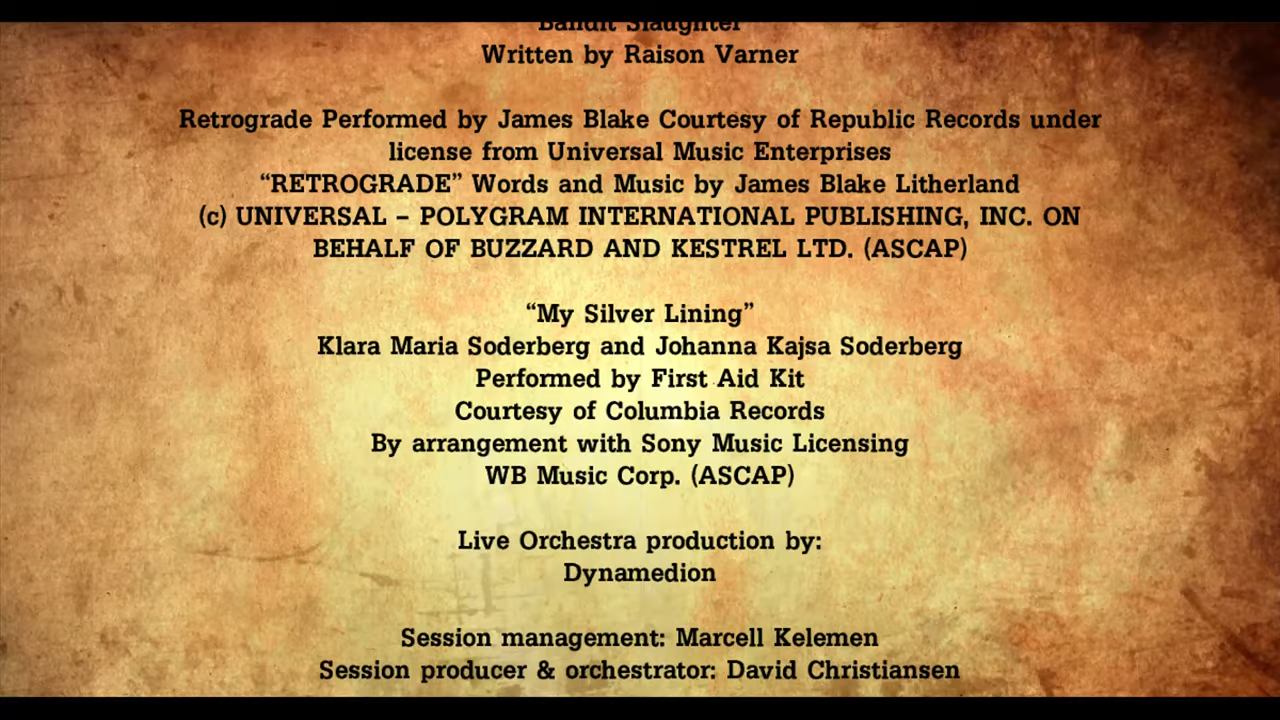 Bandit Slaughter
Written by Raison Varner
Retrograde Performed by James Blake Courtesy of Republic Records under
license from Universal Music Enterprises
“RETROGRADE” Words and Music by James Blake Litherland
(c) UNIVERSAL – POLYGRAM INTERNATIONAL PUBLISHING, INC. ON
BEHALF OF BUZZARD AND KESTREL LTD. (ASCAP)
“My Silver Lining”
Klara Maria Soderberg and Johanna Kajsa Soderberg
Performed by First Aid Kit
Courtesy of Columbia Records
By arrangement with Sony Music Licensing
WB Music Corp. (ASCAP)
Live Orchestra production by:
Dynamedion
Session management: Marcell Kelemen
Session producer & orchestrator: David Christiansen